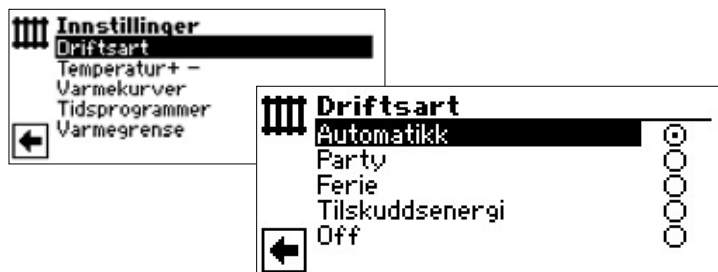 Innstillinger
Driftsart
Temperatur+ -
Varmekurver
Tidsprogrammer
Varmegrense
Driftsart
Automatikk
Party
Ferie
Tilskuddsenergi
Off